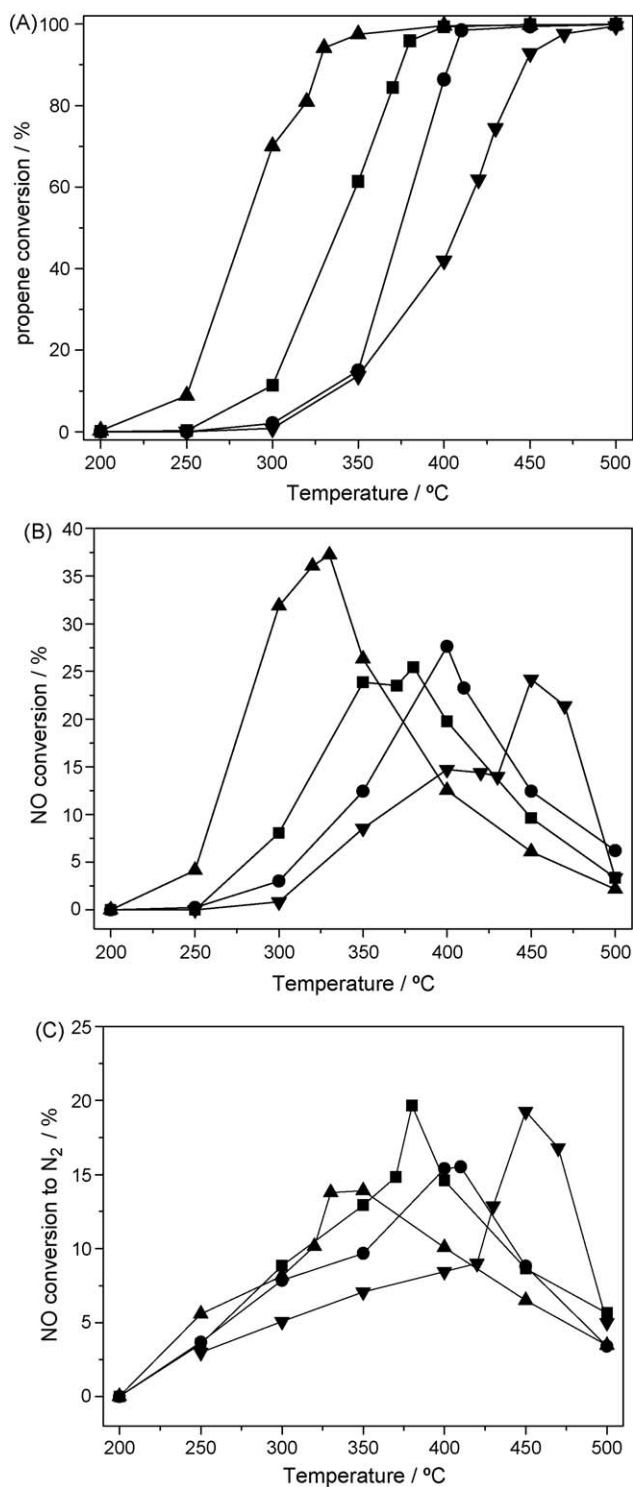 (A)
100
80
60
40
20
0
propene conversion / %
200 250 300 350 400 450 500
Temperature / ºC
(B)
40
35
30
25
20
15
10
5
0
NO conversion / %
200 250 300 350 400 450 500
Temperature / ºC
(C)
25
20
15
10
5
0
NO conversion to N₂ / %
200 250 300 350 400 450 500
Temperature / ºC